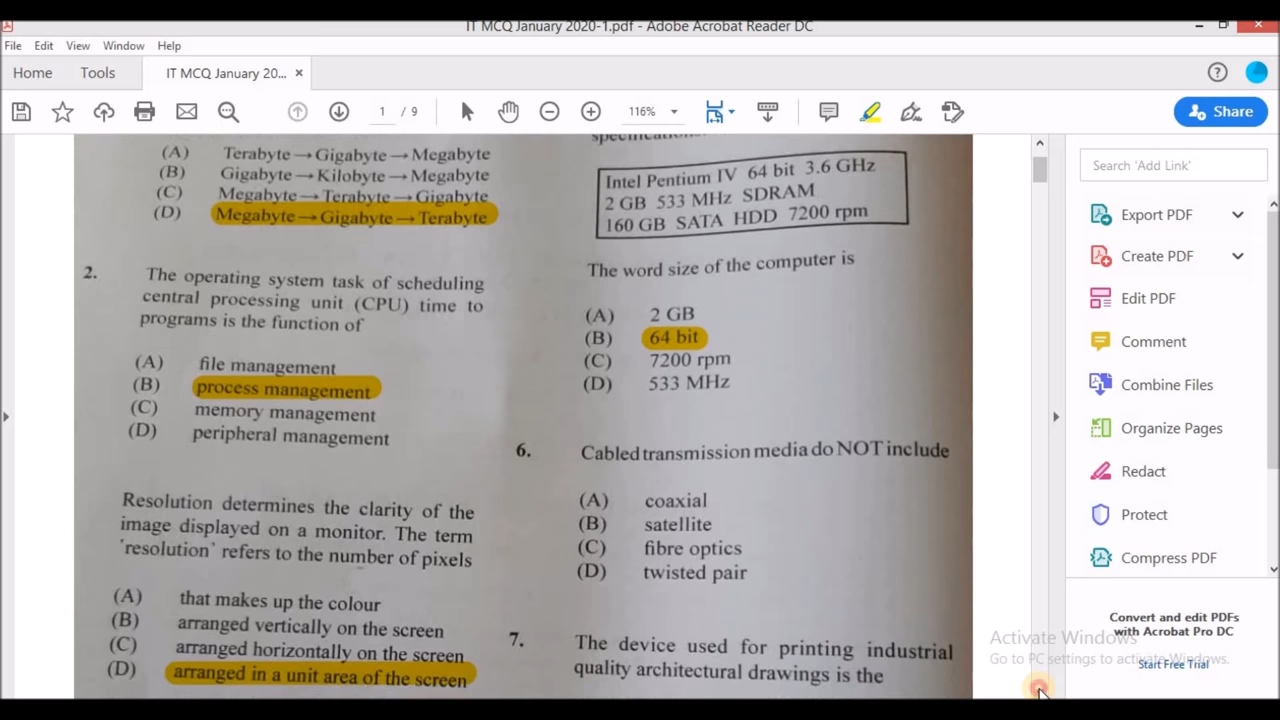 IT MCQ January 2020-1.pdf - Adobe Acrobat Reader DC
File Edit View Window Help
Home Tools IT MCQ January 20... ×
1 / 9 116% Share
(A) Terabyte → Gigabyte → Megabyte
(B) Gigabyte → Kilobyte → Megabyte
(C) Megabyte → Terabyte → Gigabyte
(D) Megabyte → Gigabyte → Terabyte
2. The operating system task of scheduling
central processing unit (CPU) time to
programs is the function of
(A) file management
(B) process management
(C) memory management
(D) peripheral management
Resolution determines the clarity of the
image displayed on a monitor. The term
'resolution' refers to the number of pixels
(A) that makes up the colour
(B) arranged vertically on the screen
(C) arranged horizontally on the screen
(D) arranged in a unit area of the screen
Intel Pentium IV 64 bit 3.6 GHz
2 GB 533 MHz SDRAM
160 GB SATA HDD 7200 rpm
The word size of the computer is
(A) 2 GB
(B) 64 bit
(C) 7200 rpm
(D) 533 MHz
6. Cabled transmission media do NOT include
(A) coaxial
(B) satellite
(C) fibre optics
(D) twisted pair
7. The device used for printing industrial
quality architectural drawings is the
Search 'Add Link'
Export PDF
Create PDF
Edit PDF
Comment
Combine Files
Organize Pages
Redact
Protect
Compress PDF
Convert and edit PDFs
with Acrobat Pro DC
Start Free Trial
Activate Windows
Go to PC settings to activate Windows.